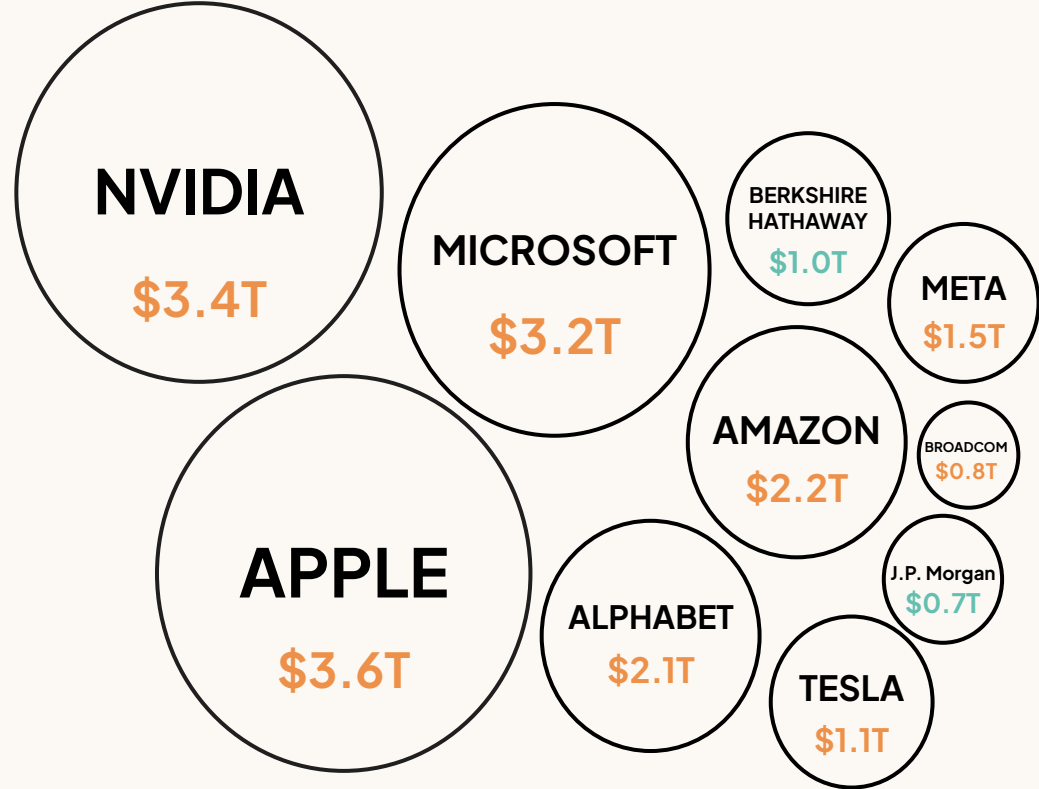 NVIDIA
$3.4T
MICROSOFT
$3.2T
BERKSHIRE
HATHAWAY
$1.0T
META
$1.5T
AMAZON
$2.2T
BROADCOM
$0.8T
APPLE
$3.6T
ALPHABET
$2.1T
J.P. Morgan
$0.7T
TESLA
$1.1T